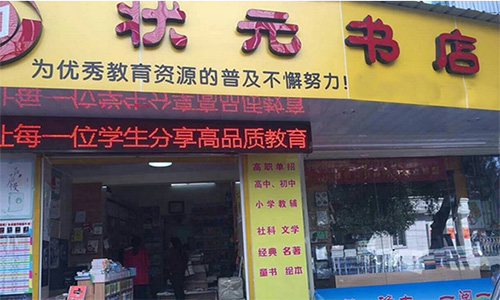 状元书店
为优秀教育资源的普及不懈努力!
让每一位学生分享高品质教育
高职单招
高中、初中
小学教辅
社科 文学
经典 名著
童书 绘本